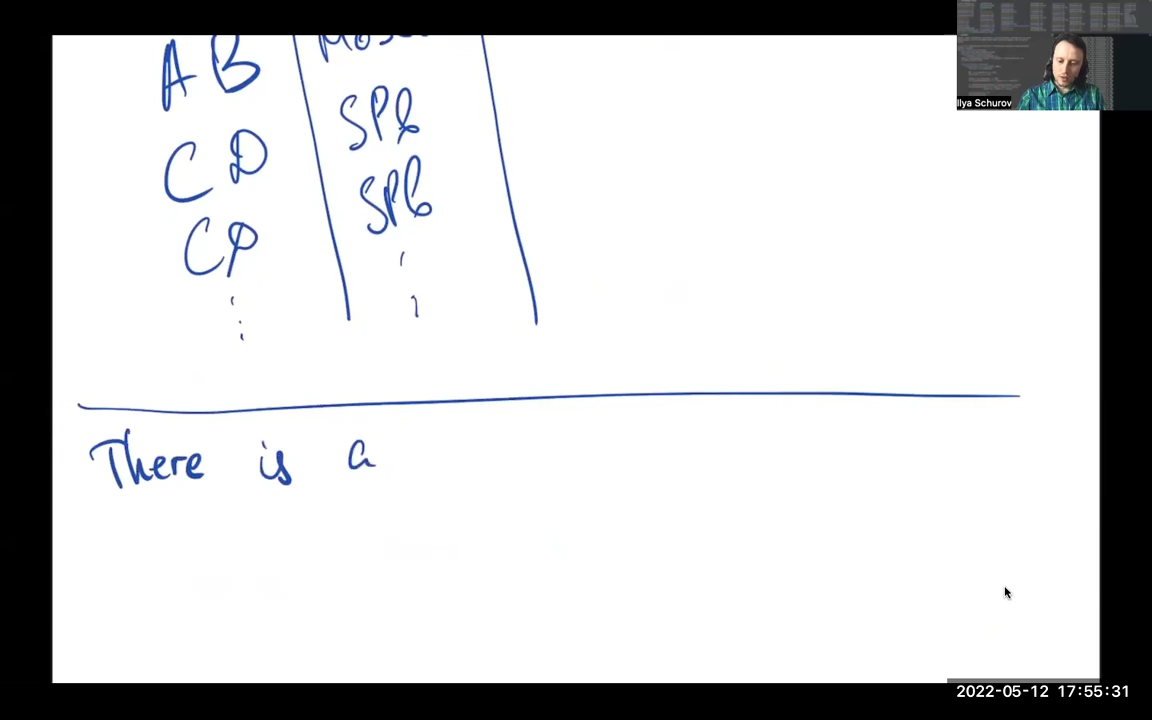 Ilya Schurov
AB
SPb
CD
SPb
CD
There is a
2022-05-12 17:55:31